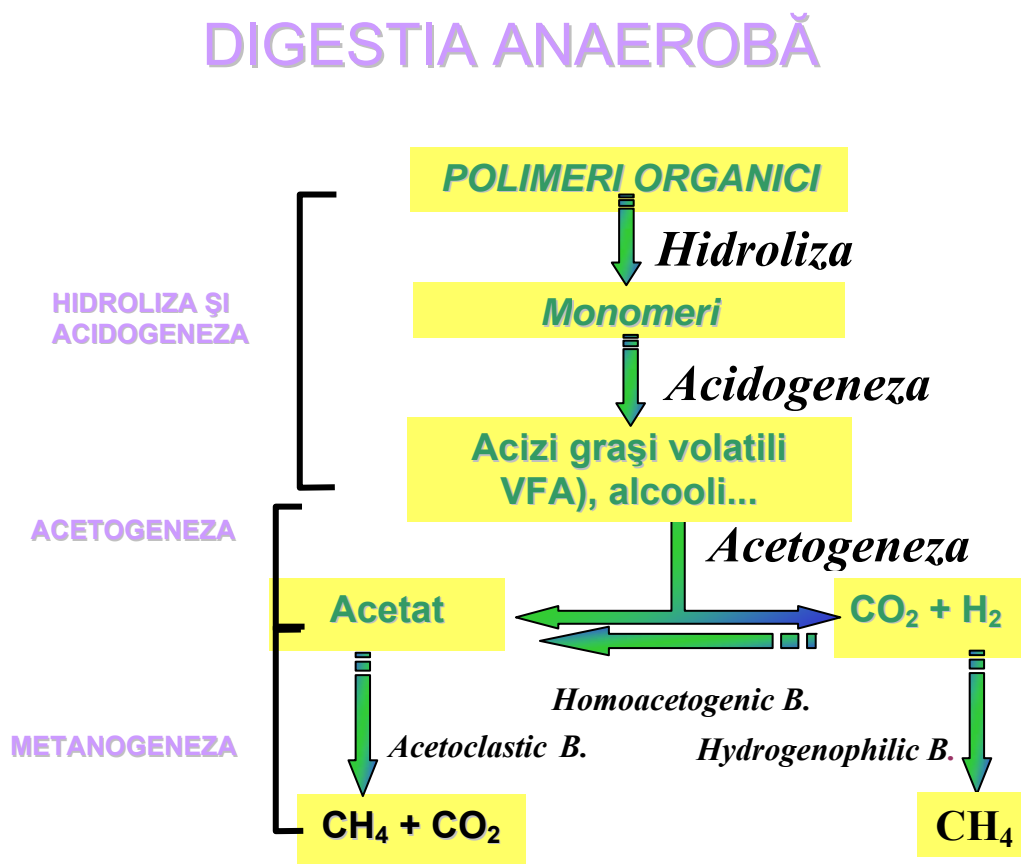 DIGESTIA ANAEROBĂ
POLIMERI ORGANICI
Hidroliza
HIDROLIZA ŞI
ACIDOGENEZA
Monomeri
Acidogeneza
Acizi graşi volatili
VFA), alcooli...
ACETOGENEZA
Acetogeneza
Acetat
CO₂ + H₂
Homoacetogenic B.
METANOGENEZA
Acetoclastic B.
Hydrogenophilic B.
CH₄ + CO₂
CH₄